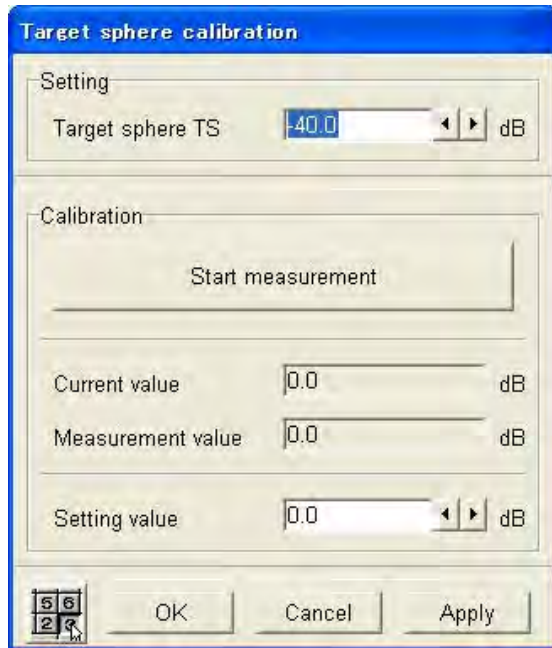 Target sphere calibration
Setting
Target sphere TS -40.0 dB
Calibration
Start measurement
Current value 0.0 dB
Measurement value 0.0 dB
Setting value 0.0 dB
5 6
2
OK Cancel Apply